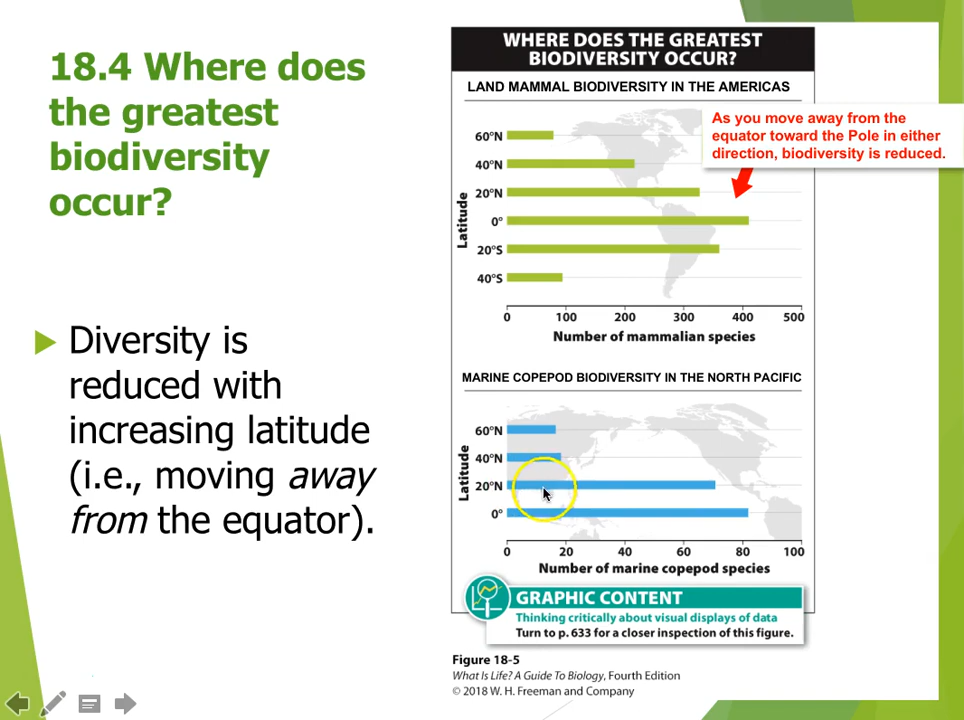 18.4 Where does
the greatest
biodiversity
occur?
Diversity is
reduced with
increasing latitude
(i.e., moving away
from the equator).
WHERE DOES THE GREATEST
BIODIVERSITY OCCUR?
LAND MAMMAL BIODIVERSITY IN THE AMERICAS
As you move away from the
equator toward the Pole in either
direction, biodiversity is reduced.
Latitude
60°N
40°N
20°N
0°
20°S
40°S
0 100 200 300 400 500
Number of mammalian species
MARINE COPEPOD BIODIVERSITY IN THE NORTH PACIFIC
Latitude
60°N
40°N
20°N
0°
0 20 40 60 80 100
Number of marine copepod species
GRAPHIC CONTENT
Thinking critically about visual displays of data
Turn to p. 633 for a closer inspection of this figure.
Figure 18-5
What Is Life? A Guide To Biology, Fourth Edition
© 2018 W. H. Freeman and Company